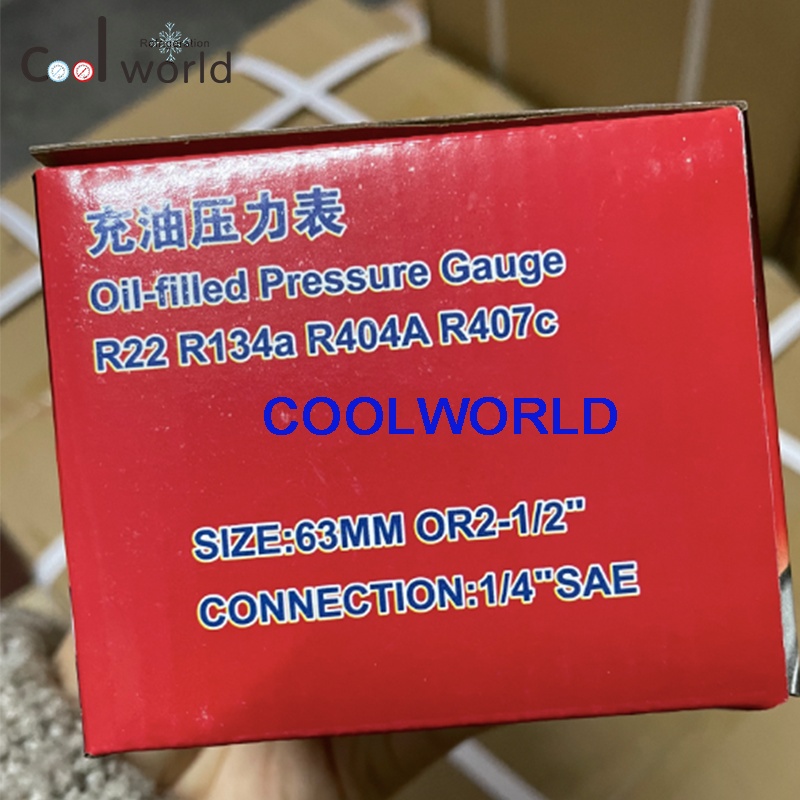 Refrigeration
Cool world
充油压力表
Oil-filled Pressure Gauge
R22 R134a R404A R407c
COOLWORLD
SIZE:63MM OR2-1/2"
CONNECTION:1/4"SAE